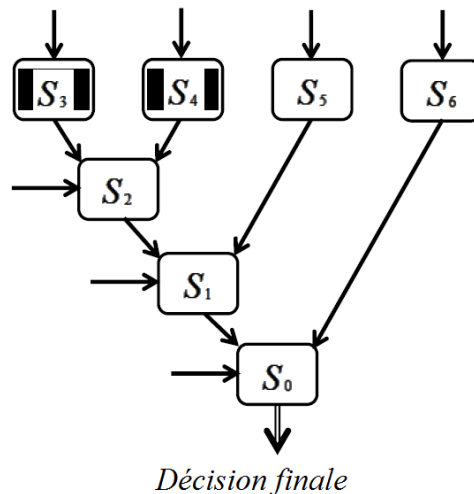 S₃ S₄ S₅ S₆
S₂
S₁
S₀
Décision finale